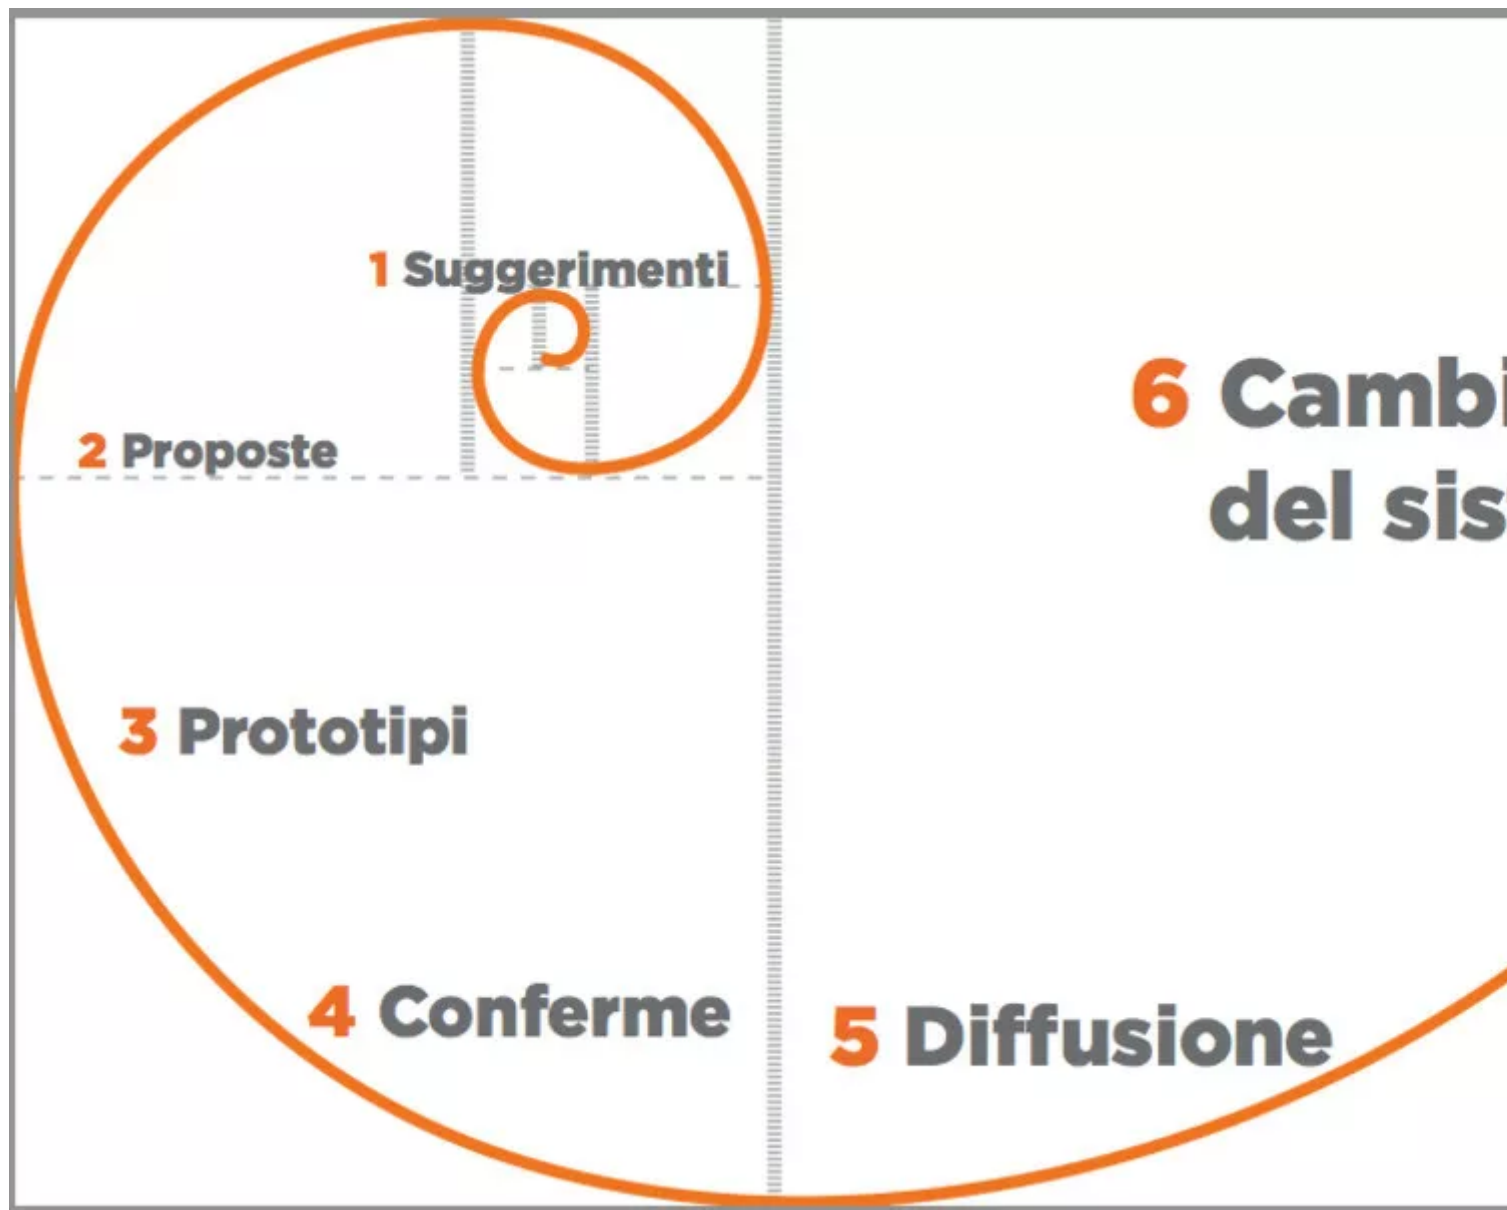 1 Suggerimenti
2 Proposte
3 Prototipi
4 Conferme
5 Diffusione
6 Cambi
del sis